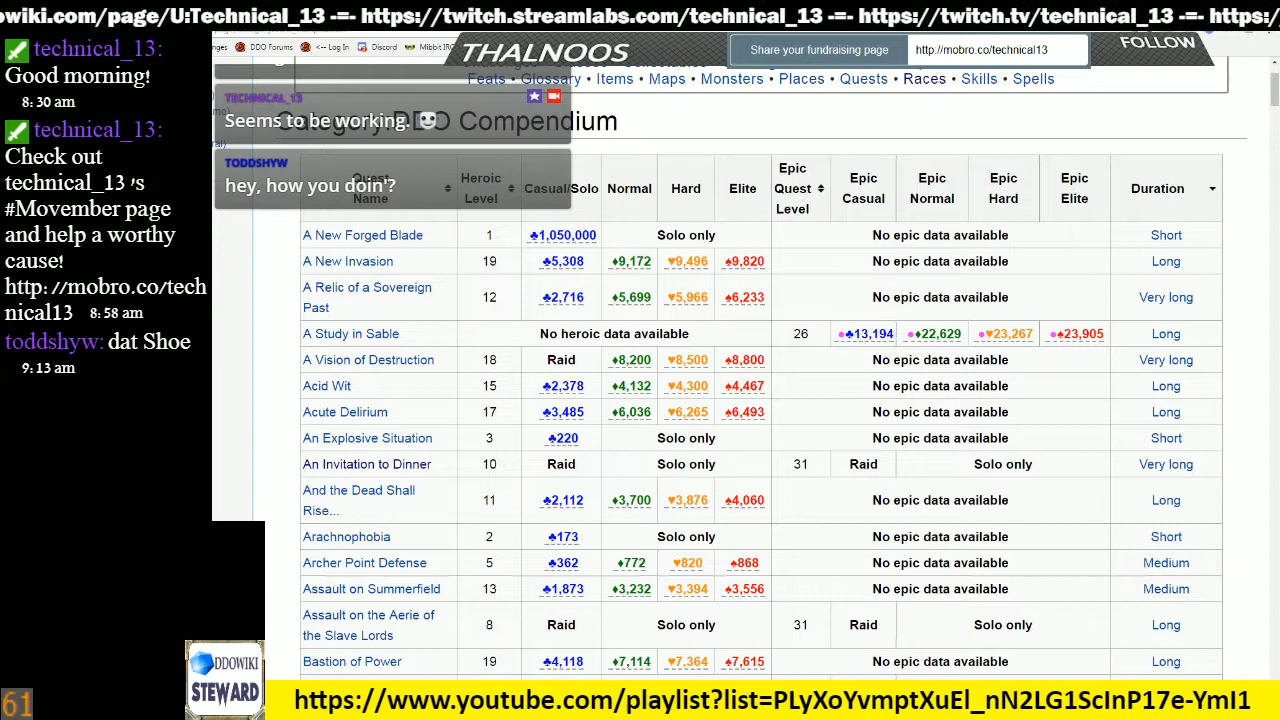 owiki.com/page/U:Technical_13 -=- https://twitch.streamlabs.com/technical_13 -=- https://twitch.tv/technical_13 -=- https:/
technical_13:
Good morning!
8:30 am
technical_13:
Check out
technical_13 's
#Movember page
and help a worthy
cause!
http://mobro.co/tech
nical13 8:58 am
toddshyw: dat Shoe
9:13 am
61
nges DDO Forums <-- Log In Discord Mibbit IRC
THALNOOS
Share your fundraising page http://mobro.co/technical13
FOLLOW
Feats • Glossary • Items • Maps • Monsters • Places • Quests • Races • Skills • Spells
TECHNICAL_13
Seems to be working.
TODDSHYW
hey, how you doin'?
Compendium
Quest Name Heroic Level Casual/Solo Normal Hard Elite Epic Quest Level Epic Casual Epic Normal Epic Hard Epic Elite Duration
A New Forged Blade 1 ♣1,050,000 Solo only No epic data available Short
A New Invasion 19 ♣5,308 ♦9,172 ♥9,496 ♠9,820 No epic data available Long
A Relic of a Sovereign
Past 12 ♣2,716 ♦5,699 ♥5,966 ♠6,233 No epic data available Very long
A Study in Sable No heroic data available 26 ●♣13,194 ●♦22,629 ●♥23,267 ●♠23,905 Long
A Vision of Destruction 18 Raid ♦8,200 ♥8,500 ♠8,800 No epic data available Very long
Acid Wit 15 ♣2,378 ♦4,132 ♥4,300 ♠4,467 No epic data available Long
Acute Delirium 17 ♣3,485 ♦6,036 ♥6,265 ♠6,493 No epic data available Long
An Explosive Situation 3 ♣220 Solo only No epic data available Short
An Invitation to Dinner 10 Raid Solo only 31 Raid Solo only Very long
And the Dead Shall
Rise... 11 ♣2,112 ♦3,700 ♥3,876 ♠4,060 No epic data available Long
Arachnophobia 2 ♣173 Solo only No epic data available Short
Archer Point Defense 5 ♣362 ♦772 ♥820 ♠868 No epic data available Medium
Assault on Summerfield 13 ♣1,873 ♦3,232 ♥3,394 ♠3,556 No epic data available Medium
Assault on the Aerie of
the Slave Lords 8 Raid Solo only 31 Raid Solo only Long
Bastion of Power 19 ♣4,118 ♦7,114 ♥7,364 ♠7,615 No epic data available Long
DDOWIKI
STEWARD
https://www.youtube.com/playlist?list=PLyXoYvmptXuEl_nN2LG1ScInP17e-YmI1